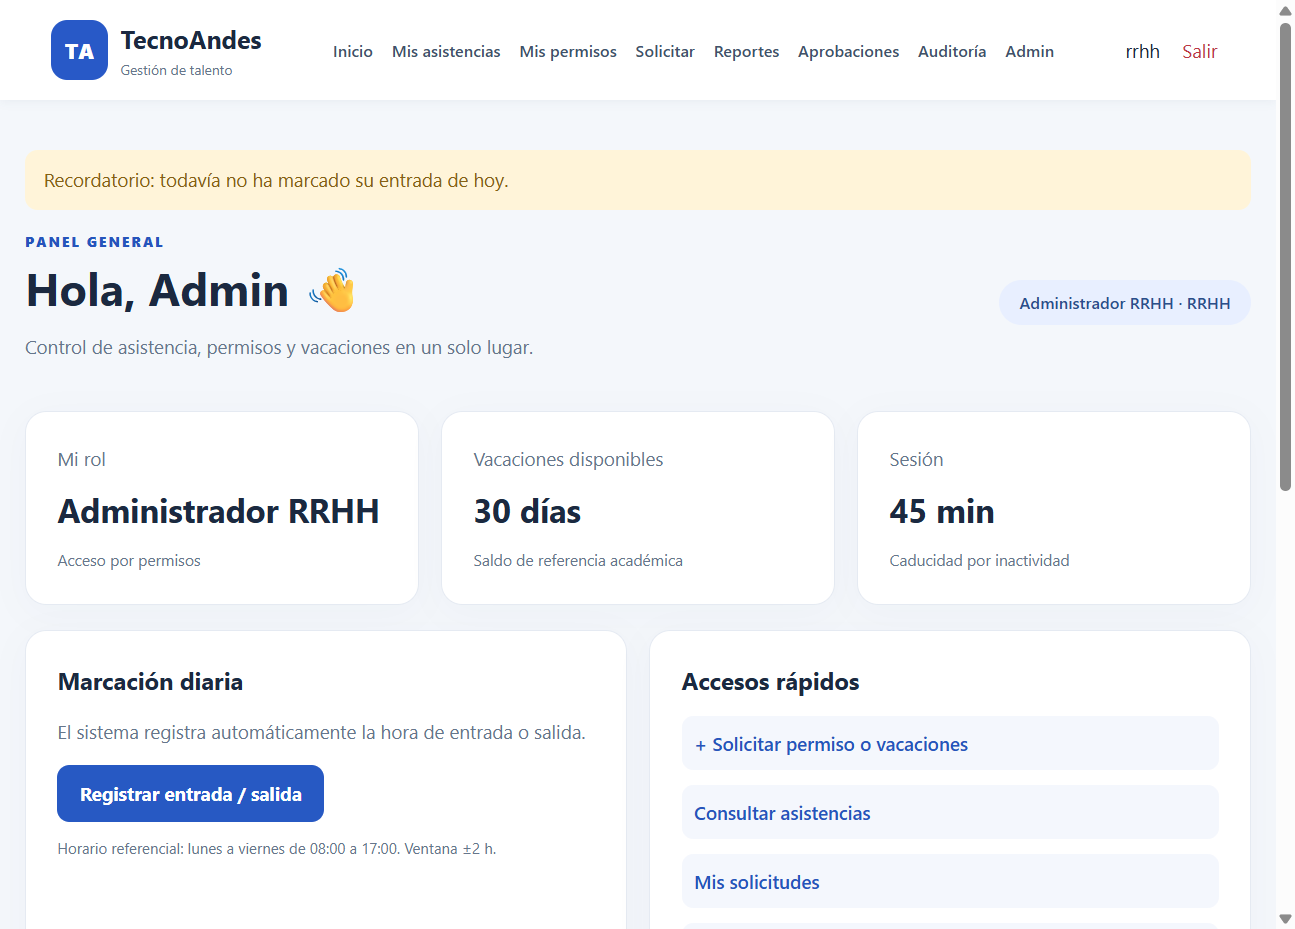 TA
TecnoAndes
Gestión de talento
Inicio Mis asistencias Mis permisos Solicitar Reportes Aprobaciones Auditoría Admin rrhh Salir
Recordatorio: todavía no ha marcado su entrada de hoy.
PANEL GENERAL
Hola, Admin 👋
Administrador RRHH · RRHH
Control de asistencia, permisos y vacaciones en un solo lugar.
Mi rol
Administrador RRHH
Acceso por permisos
Vacaciones disponibles
30 días
Saldo de referencia académica
Sesión
45 min
Caducidad por inactividad
Marcación diaria
El sistema registra automáticamente la hora de entrada o salida.
Registrar entrada / salida
Horario referencial: lunes a viernes de 08:00 a 17:00. Ventana ±2 h.
Accesos rápidos
+ Solicitar permiso o vacaciones
Consultar asistencias
Mis solicitudes